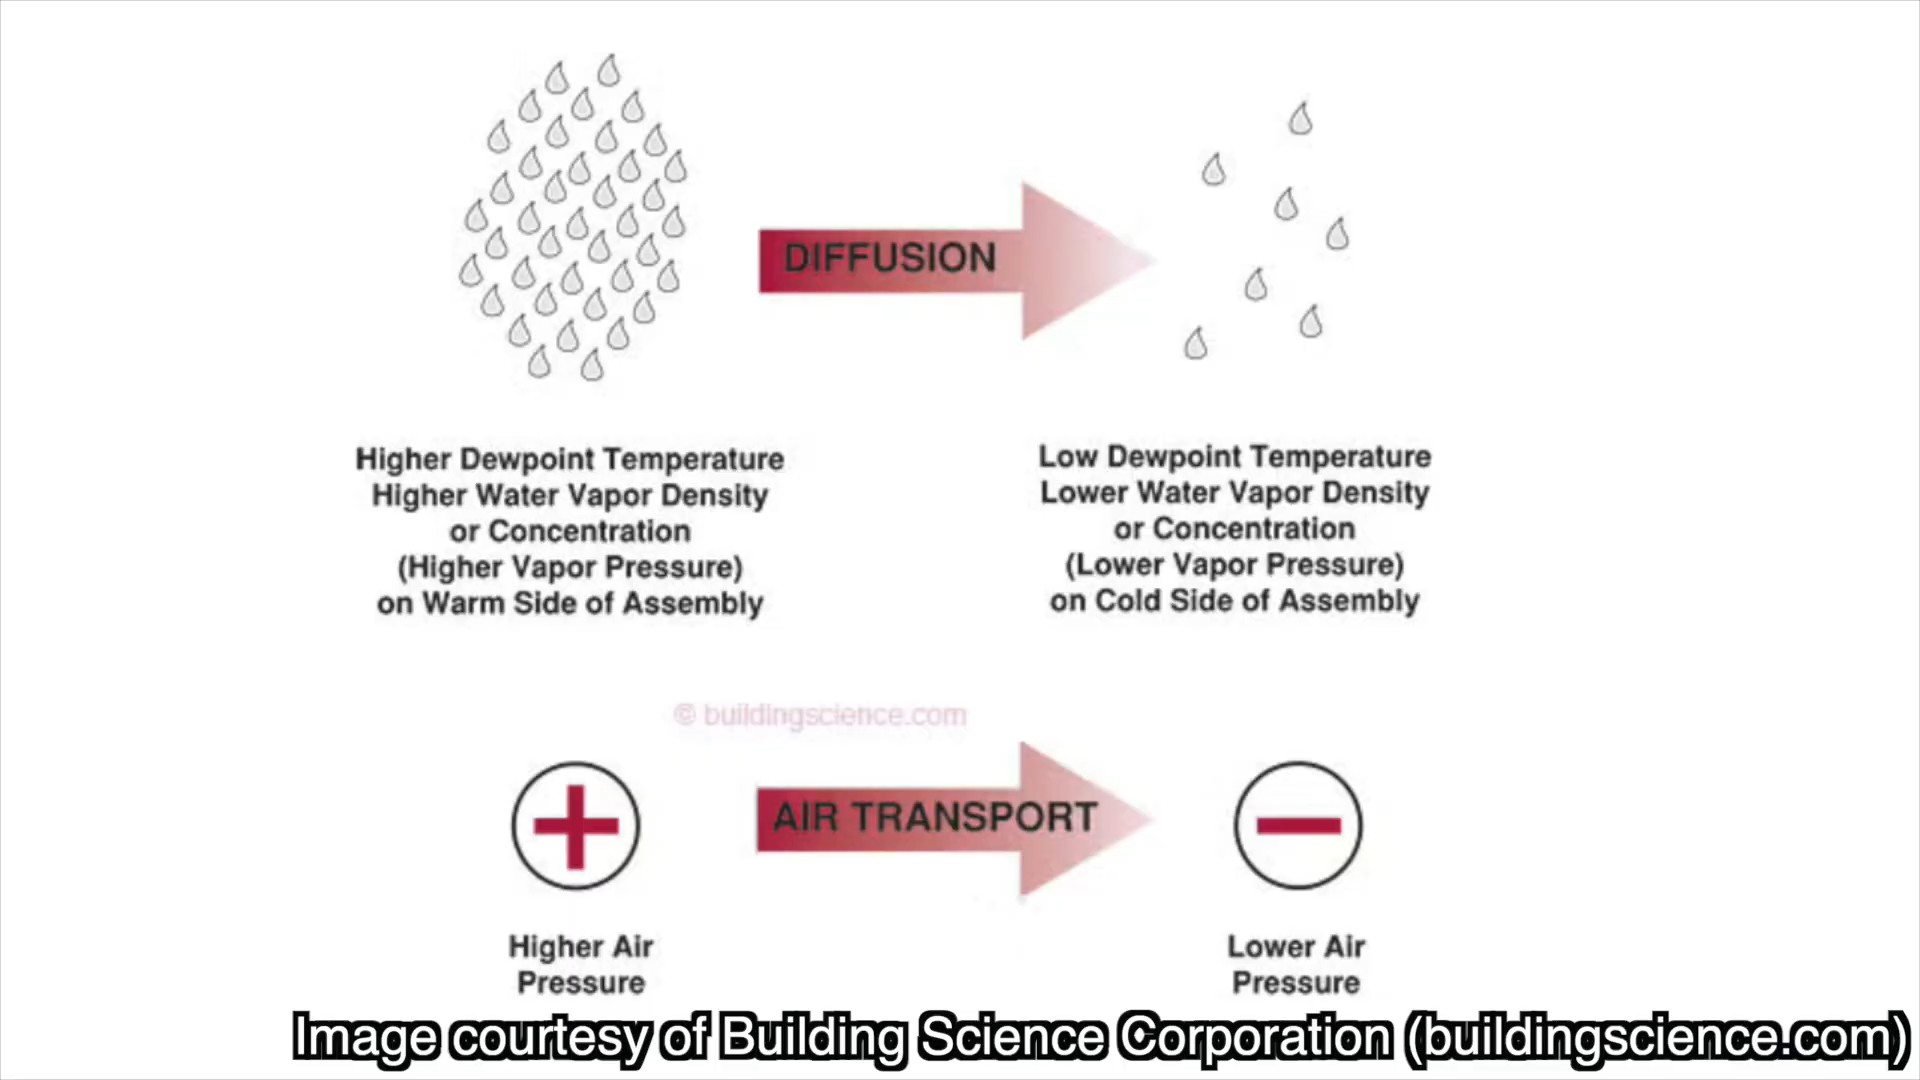 DIFFUSION
Higher Dewpoint Temperature
Higher Water Vapor Density
or Concentration
(Higher Vapor Pressure)
on Warm Side of Assembly
Low Dewpoint Temperature
Lower Water Vapor Density
or Concentration
(Lower Vapor Pressure)
on Cold Side of Assembly
© buildingscience.com
AIR TRANSPORT
Higher Air
Pressure
Lower Air
Pressure
Image courtesy of Building Science Corporation (buildingscience.com)